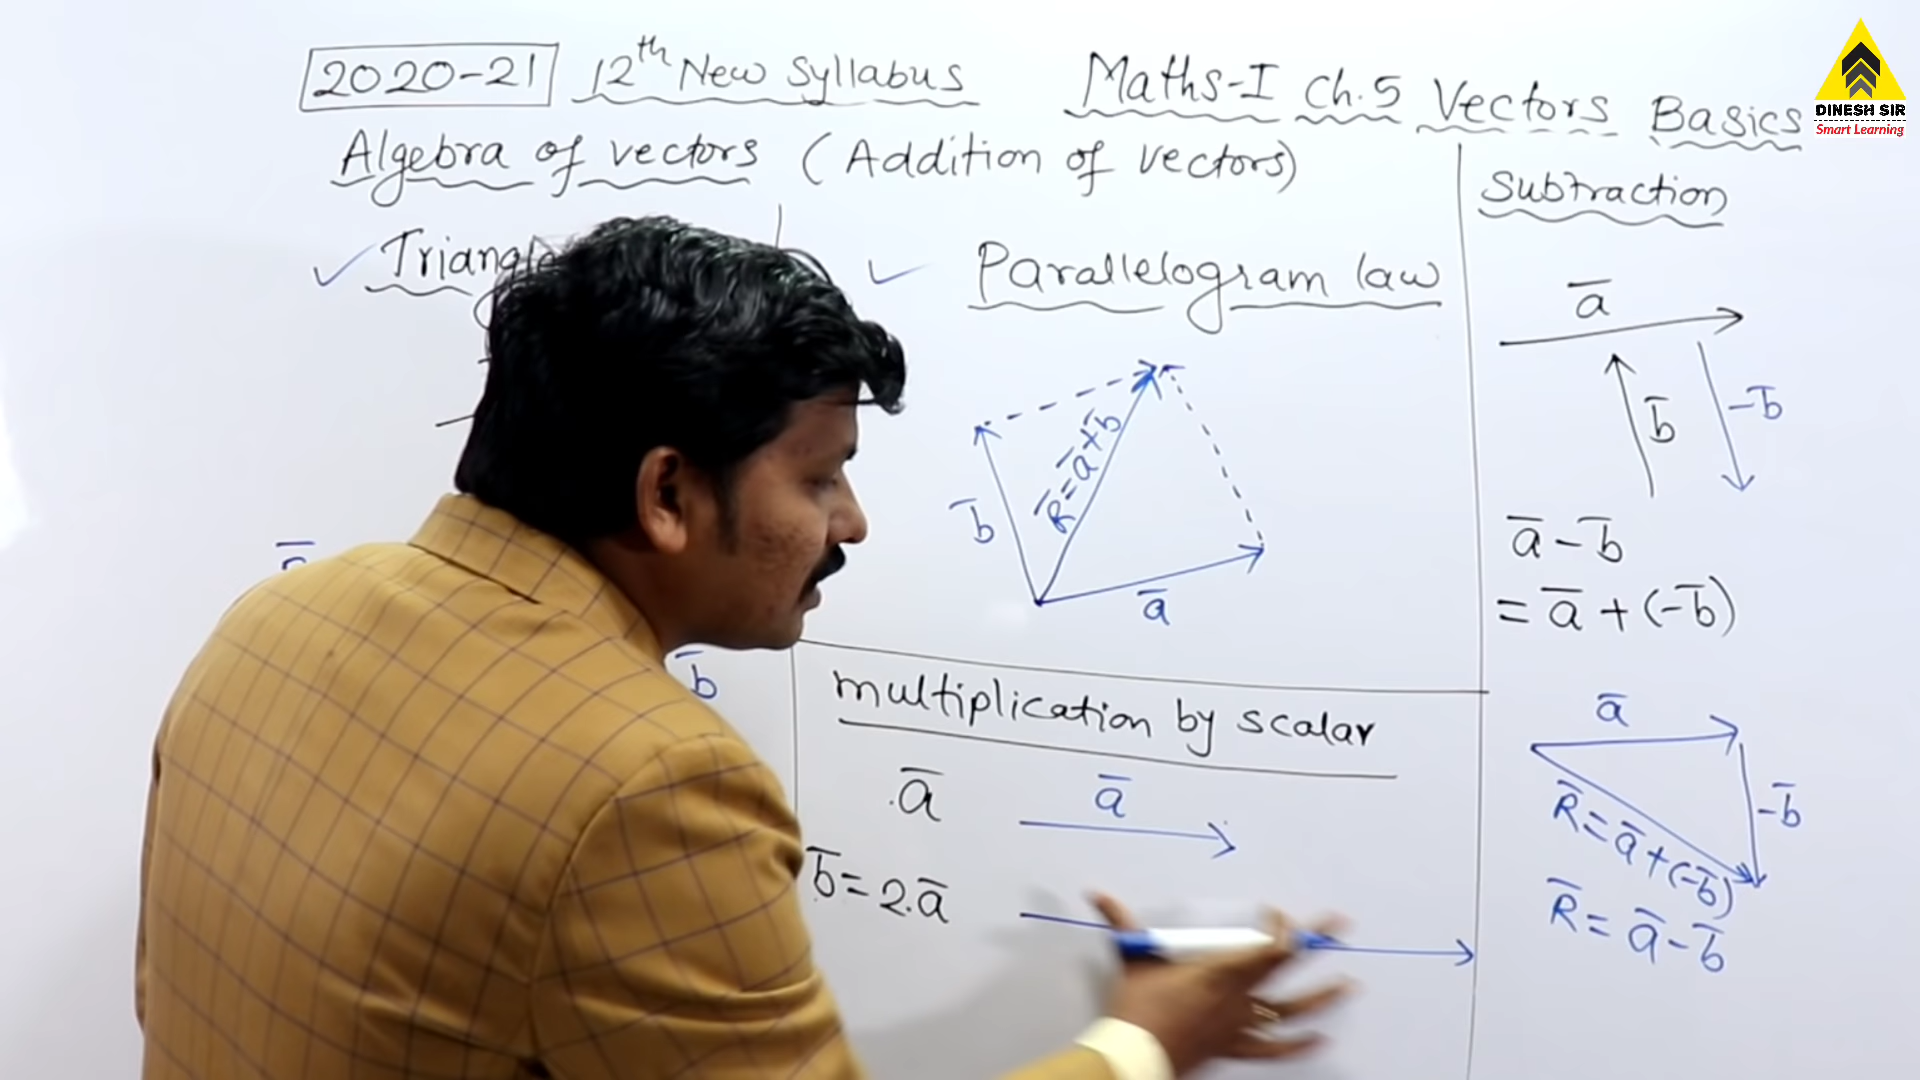 2020-21 12th New Syllabus Maths-I Ch.5 Vectors Basics
DINESH SIR
Smart Learning
Algebra of vectors (Addition of vectors)
Triangle
Parallelogram law
b̅
R̅=a̅+b̅
a̅
b̅
multiplication by scalar
a̅
a̅
b̅=2.a̅
Subtraction
a̅
b̅
-b̅
a̅-b̅
=a̅+(-b̅)
a̅
-b̅
R̅=a̅+(-b̅)
R̅=a̅-b̅